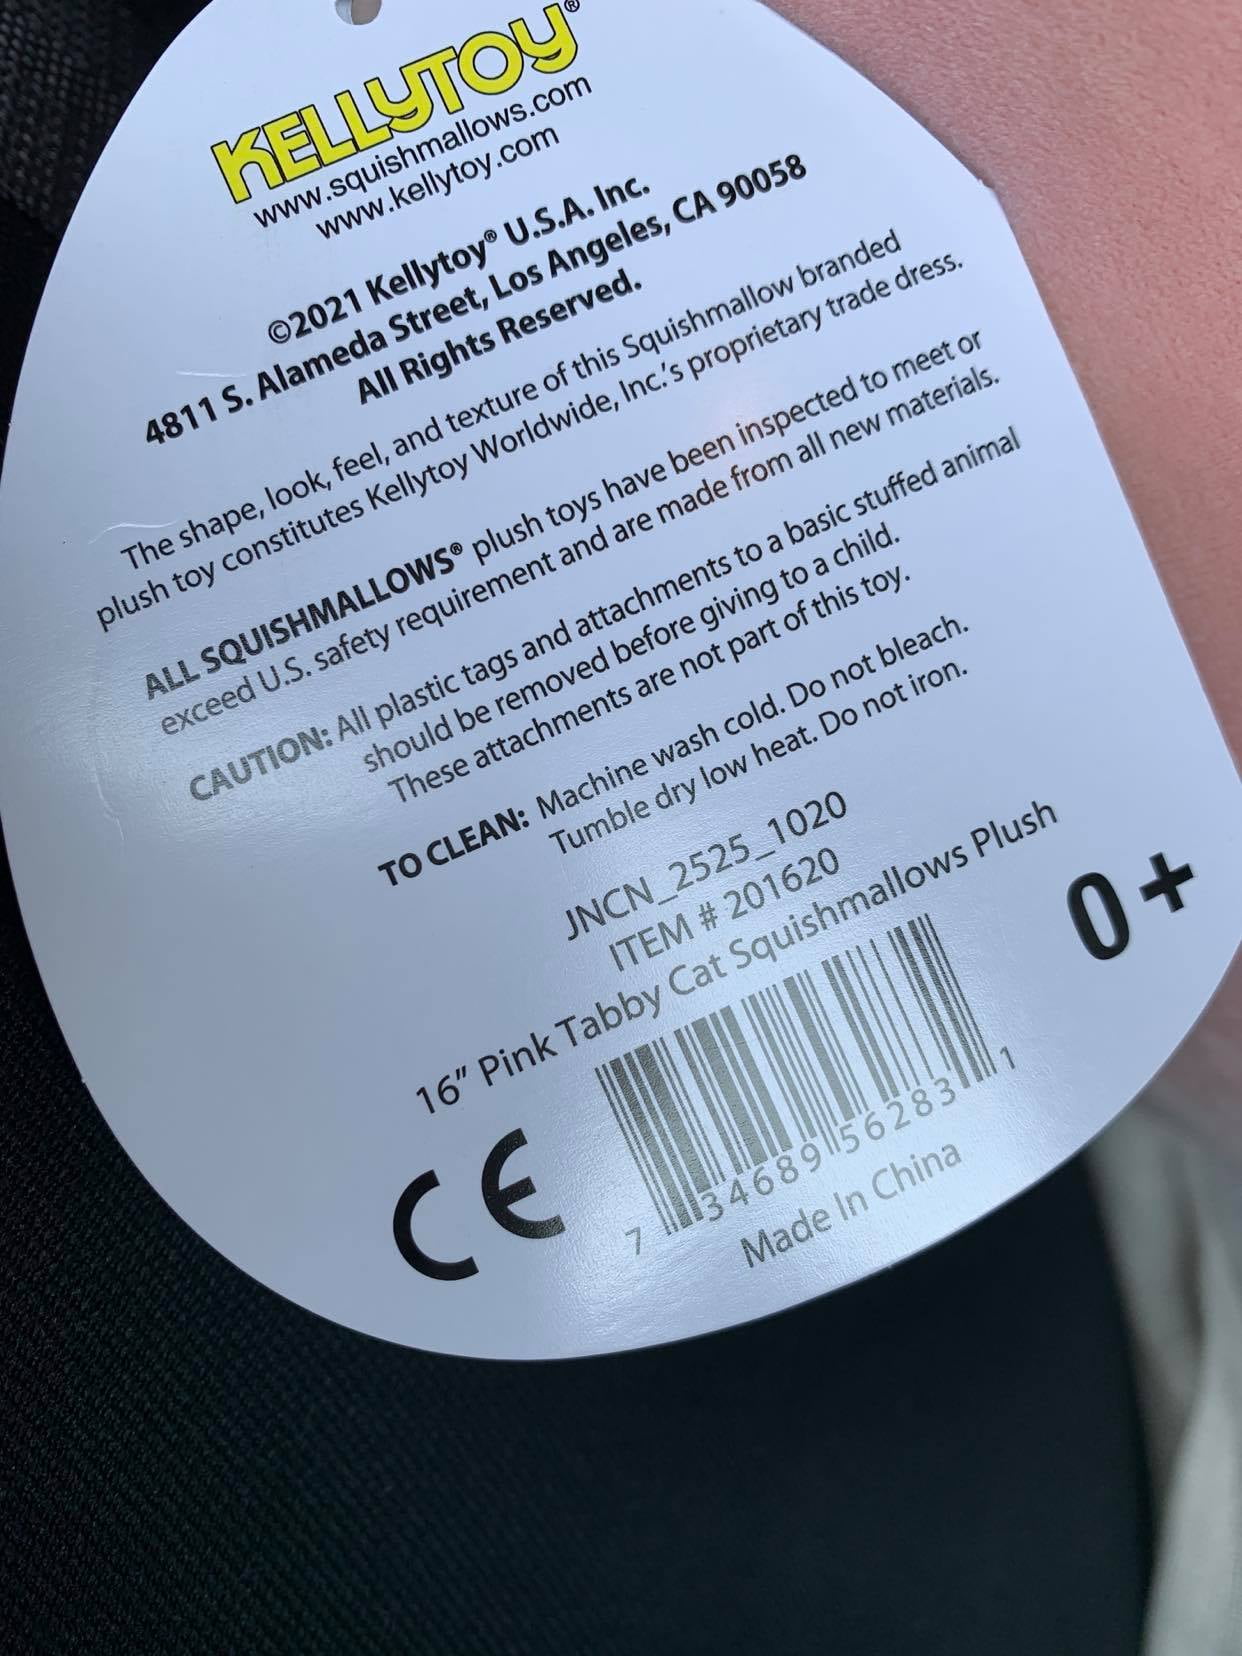 KELLYTOY®
www.squishmallows.com
www.kellytoy.com
©2021 Kellytoy® U.S.A. Inc.
4811 S. Alameda Street, Los Angeles, CA 90058
All Rights Reserved.
The shape, look, feel, and texture of this Squishmallow branded
plush toy constitutes Kellytoy Worldwide, Inc.'s proprietary trade dress.
ALL SQUISHMALLOWS® plush toys have been inspected to meet or
exceed U.S. safety requirement and are made from all new materials.
CAUTION: All plastic tags and attachments to a basic stuffed animal
should be removed before giving to a child.
These attachments are not part of this toy.
TO CLEAN: Machine wash cold. Do not bleach.
Tumble dry low heat. Do not iron.
JNCN_2525_1020
ITEM # 201620
16” Pink Tabby Cat Squishmallows Plush
0+
CE
7 34689 56283 1
Made In China